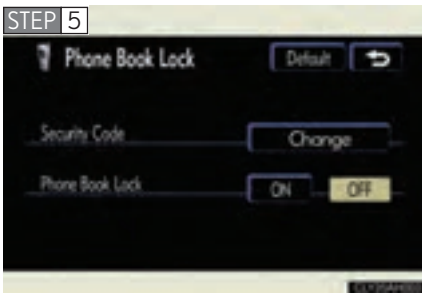 STEP 5
Phone Book Lock Default
Security Code Change
Phone Book Lock ON OFF